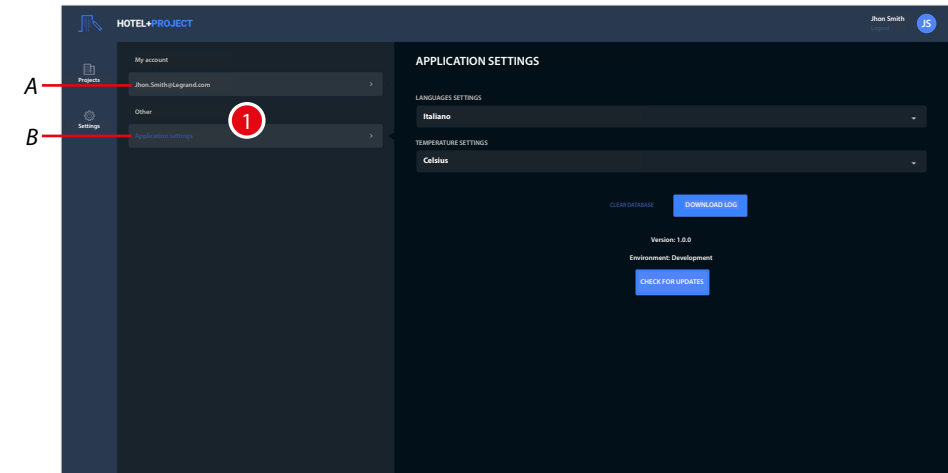 HOTEL+PROJECT
Jhon Smith
Logout
JS
Projects
Settings
A
B
My account
Jhon.Smith@Legrand.com
Other
1
Application settings
APPLICATION SETTINGS
LANGUAGES SETTINGS
Italiano
TEMPERATURE SETTINGS
Celsius
CLEAR DATABASE
DOWNLOAD LOG
Version: 1.0.0
Environment: Development
CHECK FOR UPDATES